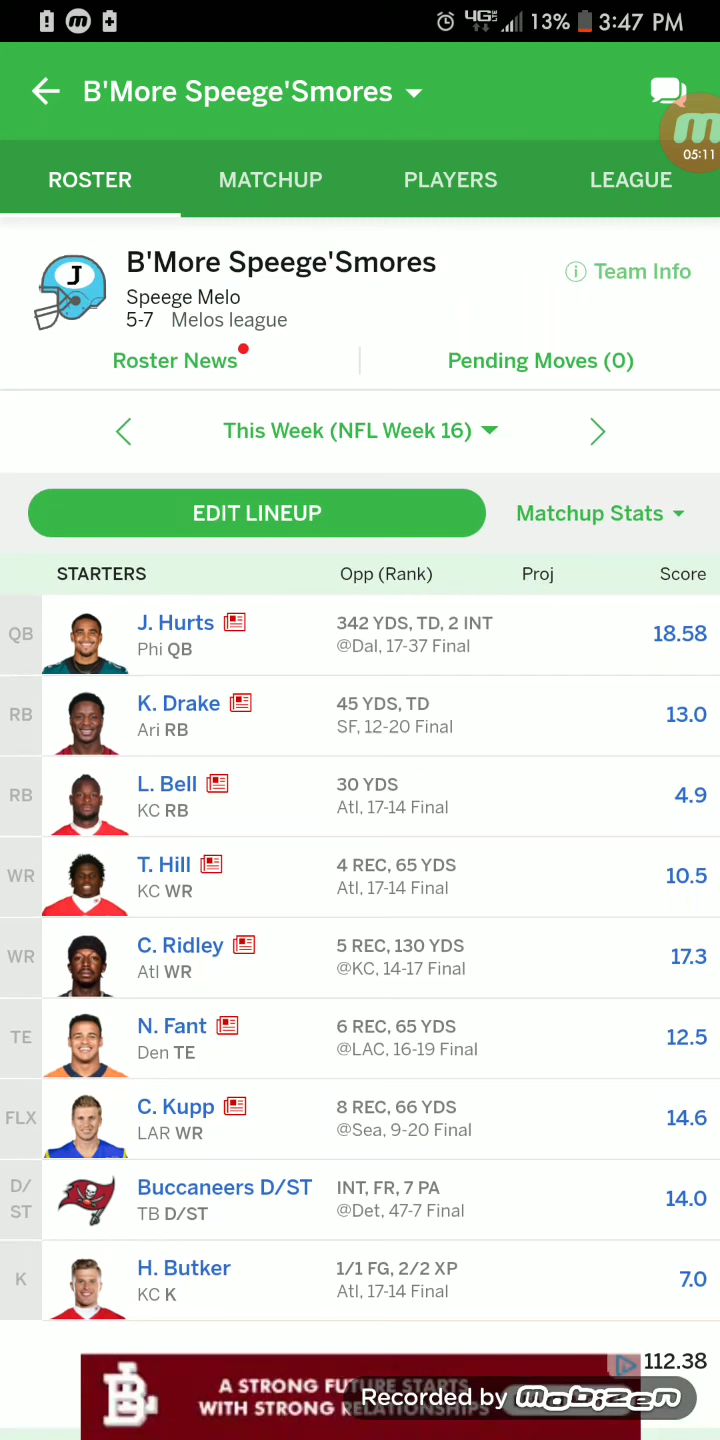 4G 13% 3:47 PM
B'More Speege'Smores
05:11
ROSTER MATCHUP PLAYERS LEAGUE
B'More Speege'Smores
Team Info
Speege Melo
5-7 Melos league
Roster News Pending Moves (0)
This Week (NFL Week 16)
EDIT LINEUP Matchup Stats
STARTERS Opp (Rank) Proj Score
QB J. Hurts 342 YDS, TD, 2 INT 18.58
Phi QB @Dal, 17-37 Final
RB K. Drake 45 YDS, TD 13.0
Ari RB SF, 12-20 Final
RB L. Bell 30 YDS 4.9
KC RB Atl, 17-14 Final
WR T. Hill 4 REC, 65 YDS 10.5
KC WR Atl, 17-14 Final
WR C. Ridley 5 REC, 130 YDS 17.3
Atl WR @KC, 14-17 Final
TE N. Fant 6 REC, 65 YDS 12.5
Den TE @LAC, 16-19 Final
FLX C. Kupp 8 REC, 66 YDS 14.6
LAR WR @Sea, 9-20 Final
D/ST Buccaneers D/ST INT, FR, 7 PA 14.0
TB D/ST @Det, 47-7 Final
K H. Butker 1/1 FG, 2/2 XP 7.0
KC K Atl, 17-14 Final
112.38
A STRONG FUTURE STARTS
WITH STRONG RELATIONSHIPS
Recorded by mobizen